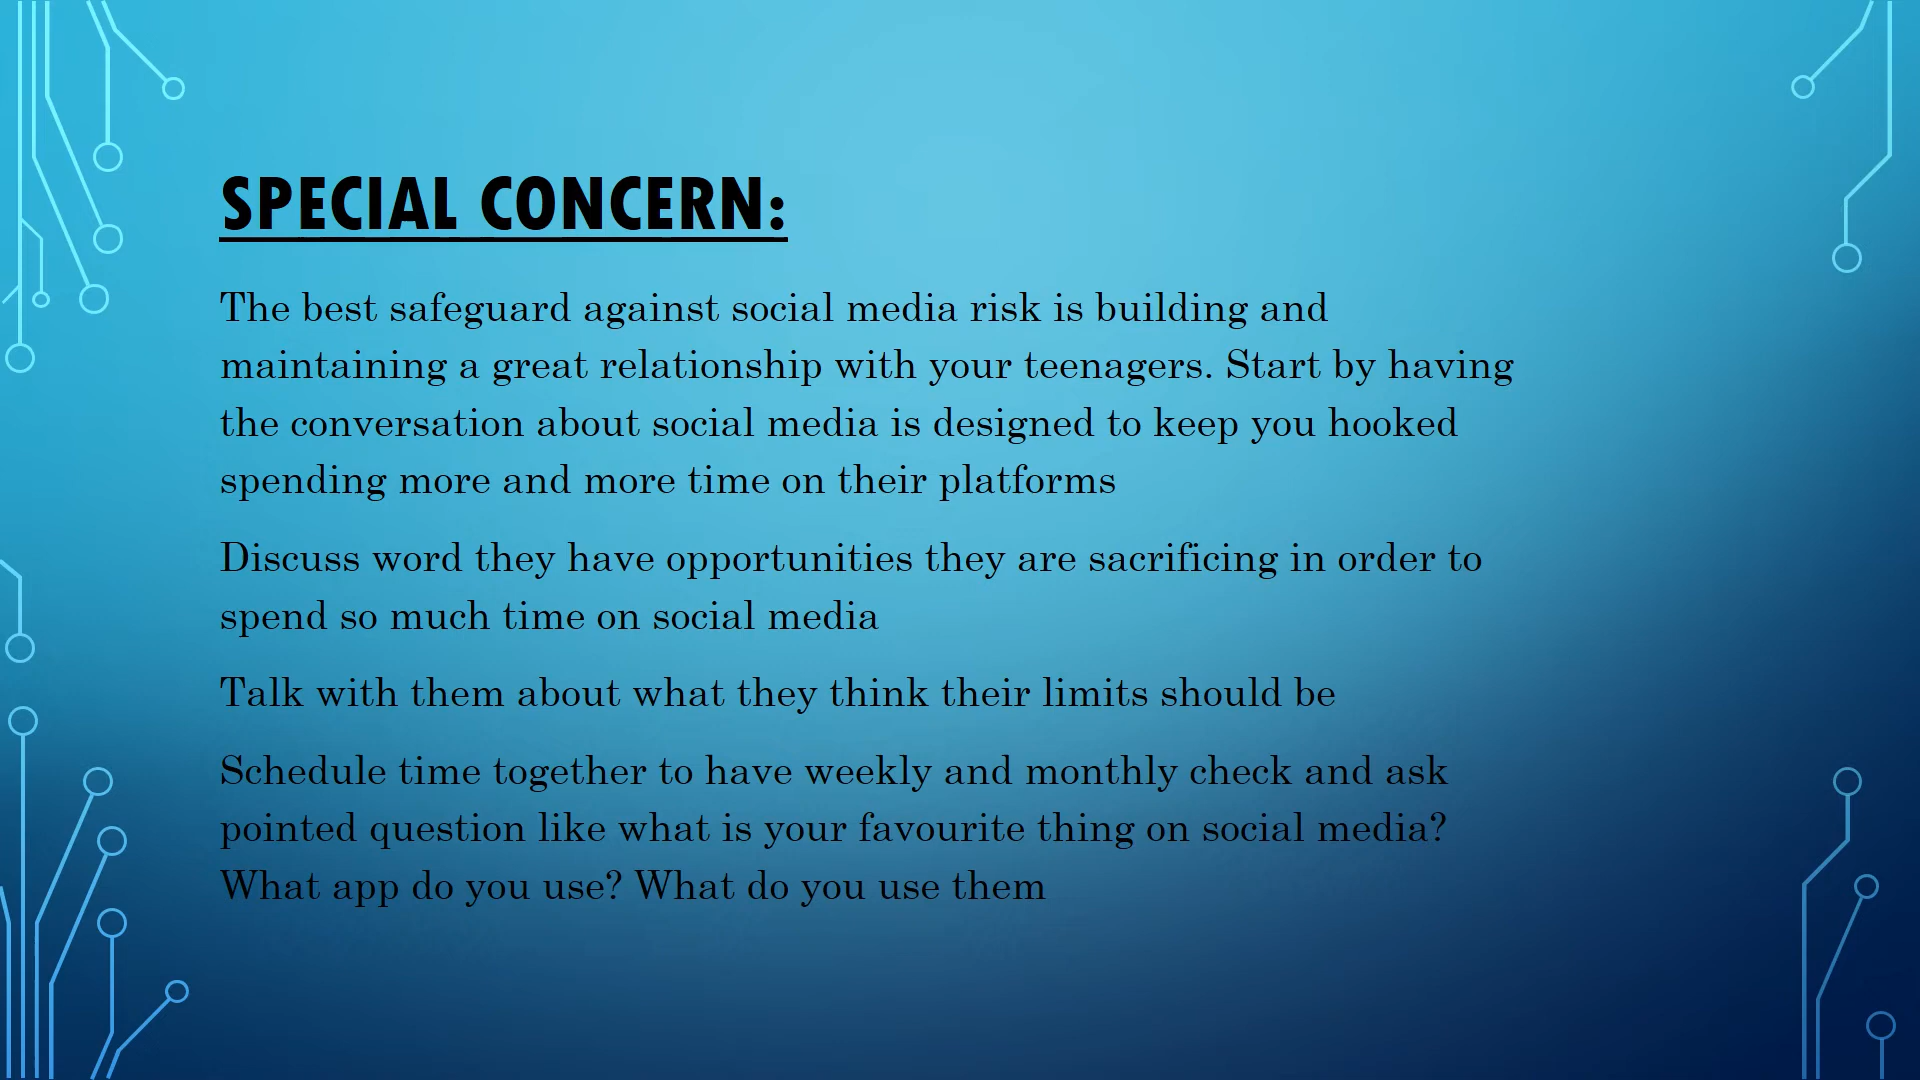 SPECIAL CONCERN:
The best safeguard against social media risk is building and
maintaining a great relationship with your teenagers. Start by having
the conversation about social media is designed to keep you hooked
spending more and more time on their platforms
Discuss word they have opportunities they are sacrificing in order to
spend so much time on social media
Talk with them about what they think their limits should be
Schedule time together to have weekly and monthly check and ask
pointed question like what is your favourite thing on social media?
What app do you use? What do you use them